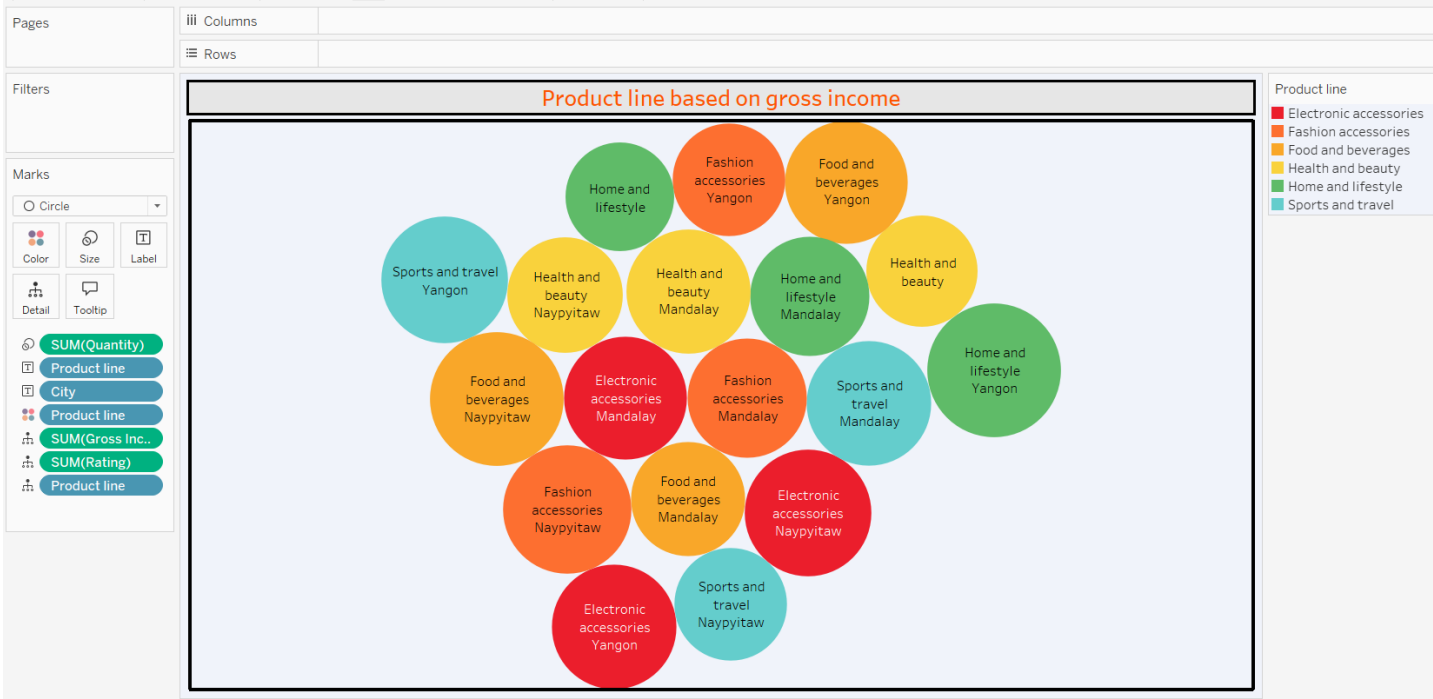 Pages
Columns
Rows
Filters
Marks
Circle
Color
Size
Label
Detail
Tooltip
SUM(Quantity)
Product line
City
Product line
SUM(Gross Inc..
SUM(Rating)
Product line
Product line based on gross income
Home and
lifestyle
Fashion
accessories
Yangon
Food and
beverages
Yangon
Sports and travel
Yangon
Health and
beauty
Naypyitaw
Health and
beauty
Mandalay
Home and
lifestyle
Mandalay
Health and
beauty
Food and
beverages
Naypyitaw
Electronic
accessories
Mandalay
Fashion
accessories
Mandalay
Sports and
travel
Mandalay
Home and
lifestyle
Yangon
Fashion
accessories
Naypyitaw
Food and
beverages
Mandalay
Electronic
accessories
Naypyitaw
Electronic
accessories
Yangon
Sports and
travel
Naypyitaw
Product line
Electronic accessories
Fashion accessories
Food and beverages
Health and beauty
Home and lifestyle
Sports and travel